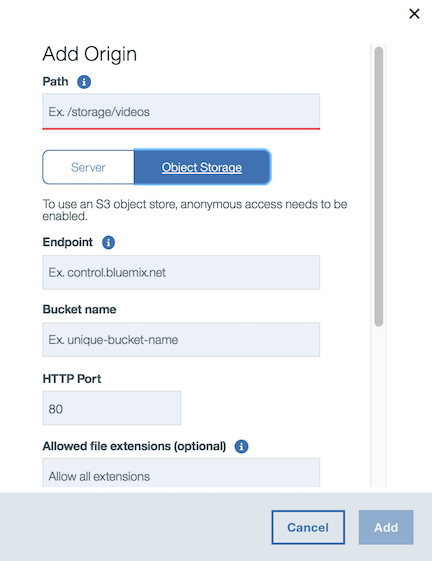 Add Origin
Path
Ex. /storage/videos
Server
Object Storage
To use an S3 object store, anonymous access needs to be
enabled.
Endpoint
Ex. control.bluemix.net
Bucket name
Ex. unique-bucket-name
HTTP Port
80
Allowed file extensions (optional)
Allow all extensions
Cancel
Add